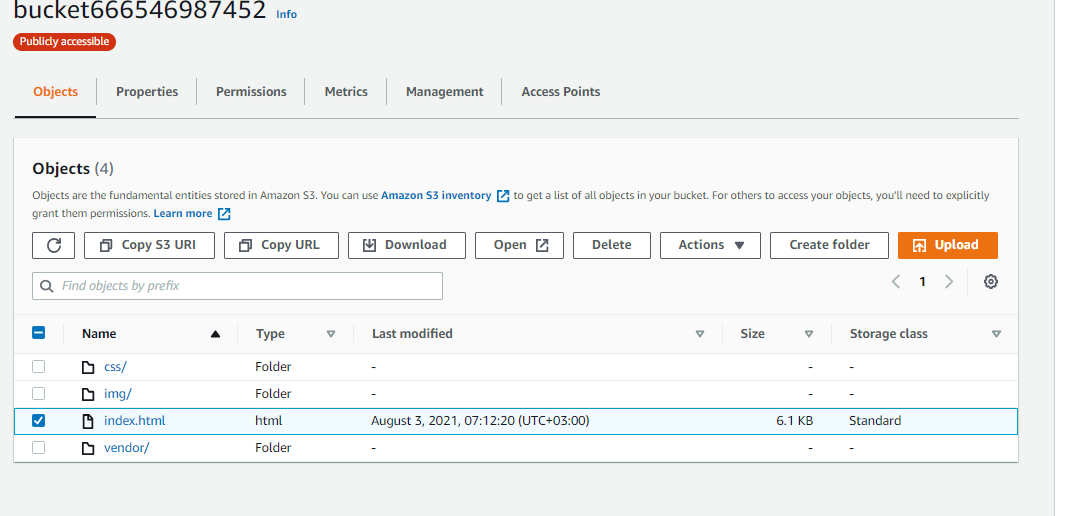 bucket666546987452 Info
Publicly accessible
Objects Properties Permissions Metrics Management Access Points
Objects (4)
Objects are the fundamental entities stored in Amazon S3. You can use Amazon S3 inventory to get a list of all objects in your bucket. For others to access your objects, you'll need to explicitly
grant them permissions. Learn more
Copy S3 URI Copy URL Download Open Delete Actions Create folder Upload
Find objects by prefix 1
Name Type Last modified Size Storage class
css/ Folder - - -
img/ Folder - - -
index.html html August 3, 2021, 07:12:20 (UTC+03:00) 6.1 KB Standard
vendor/ Folder - - -